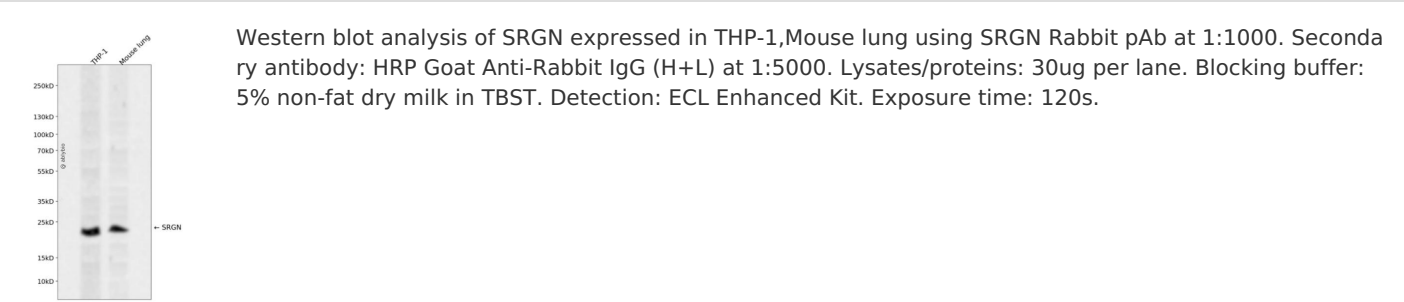 THP-1
Mouse lung
250kD
130kD
100kD
70kD
55kD
35kD
25kD
15kD
10kD
@ abybio
← SRGN
Western blot analysis of SRGN expressed in THP-1,Mouse lung using SRGN Rabbit pAb at 1:1000. Seconda
ry antibody: HRP Goat Anti-Rabbit IgG (H+L) at 1:5000. Lysates/proteins: 30ug per lane. Blocking buffer:
5% non-fat dry milk in TBST. Detection: ECL Enhanced Kit. Exposure time: 120s.